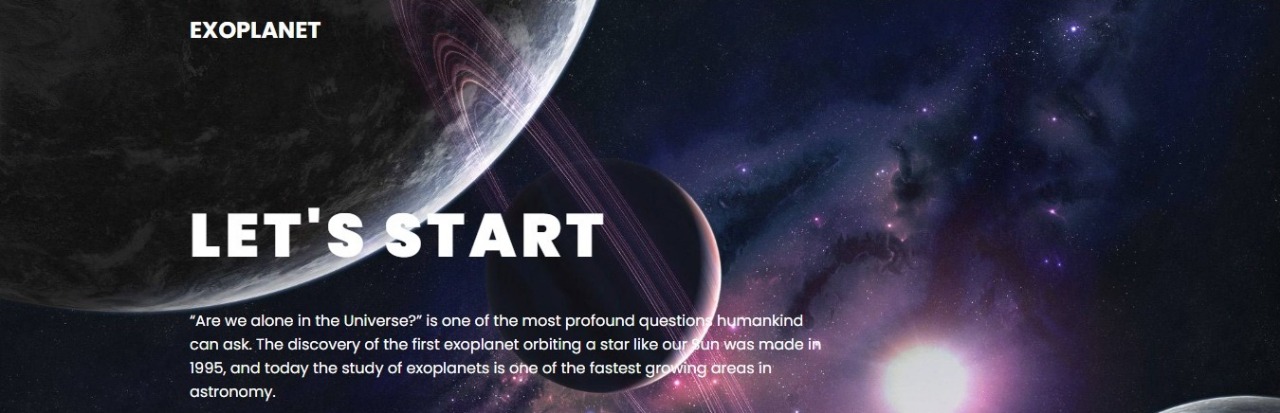 EXOPLANET
LET'S START
“Are we alone in the Universe?” is one of the most profound questions humankind
can ask. The discovery of the first exoplanet orbiting a star like our Sun was made in
1995, and today the study of exoplanets is one of the fastest growing areas in
astronomy.